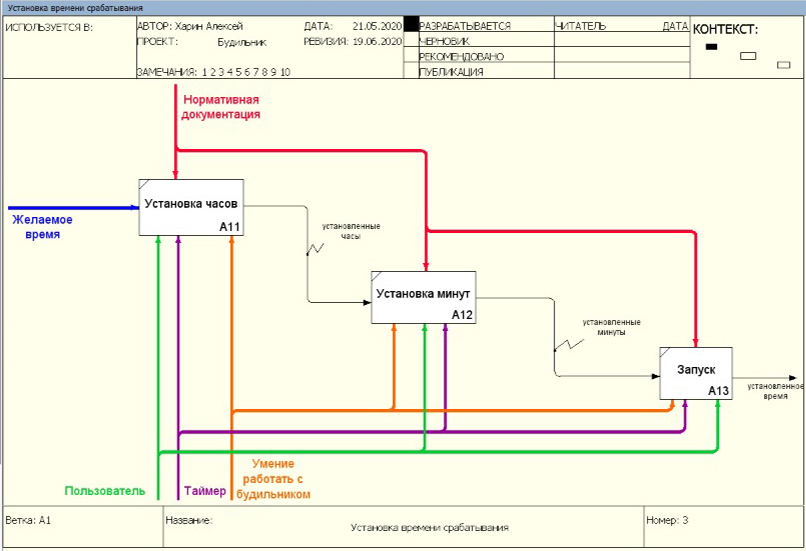 Установка времени срабатывания
ИСПОЛЬЗУЕТСЯ В:
АВТОР: Харин Алексей
ДАТА: 21.05.2020
ПРОЕКТ: Будильник
РЕВИЗИЯ: 19.06.2020
ЗАМЕЧАНИЯ: 1 2 3 4 5 6 7 8 9 10
РАЗРАБАТЫВАЕТСЯ
ЧЕРНОВИК
РЕКОМЕНДОВАНО
ПУБЛИКАЦИЯ
ЧИТАТЕЛЬ
ДАТА
КОНТЕКСТ:
Нормативная
документация
Установка часов
A11
Желаемое
время
установленные
часы
Установка минут
A12
установленные
минуты
Запуск
A13
установленное
время
Пользователь
Таймер
Умение
работать с
будильником
Ветка: A1
Название:
Установка времени срабатывания
Номер: 3